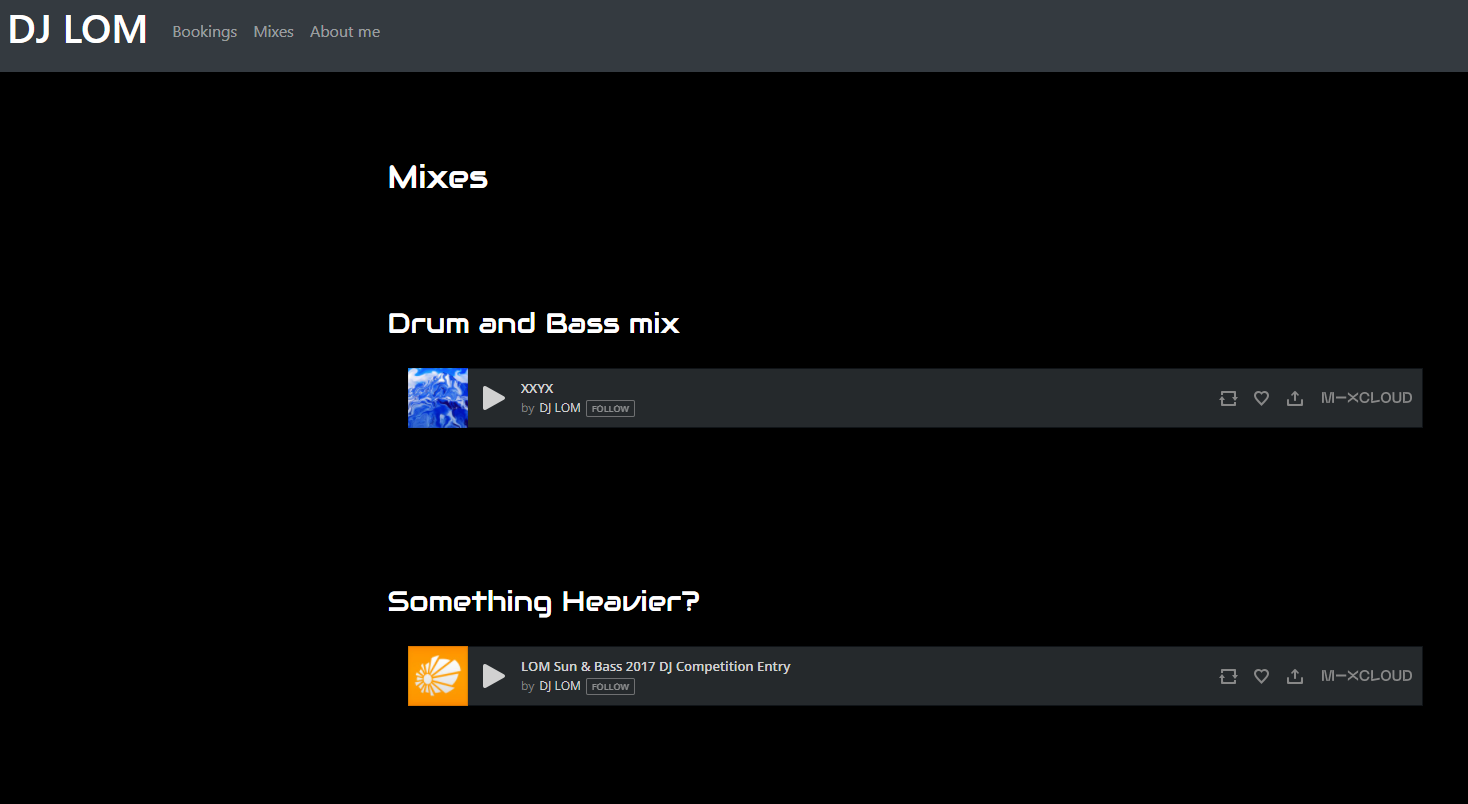 DJ LOM Bookings Mixes About me
Mixes
Drum and Bass mix
XXYX
by DJ LOM FOLLOW
MIXCLOUD
Something Heavier?
LOM Sun & Bass 2017 DJ Competition Entry
by DJ LOM FOLLOW
MIXCLOUD